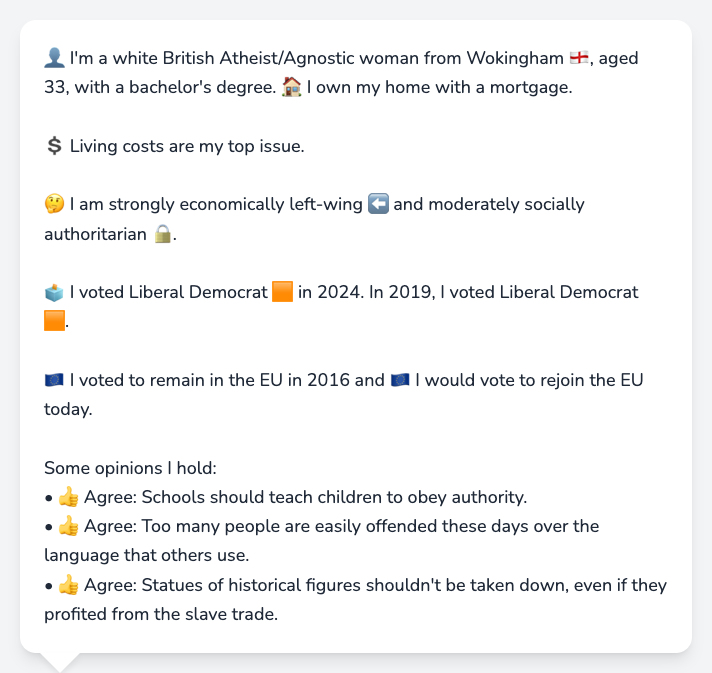 👤 I'm a white British Atheist/Agnostic woman from Wokingham 🏴󠁧󠁢󠁥󠁮󠁧󠁿, aged
33, with a bachelor's degree. 🏠 I own my home with a mortgage.
💲 Living costs are my top issue.
🤔 I am strongly economically left-wing ⬅️ and moderately socially
authoritarian 🔒.
🗳️ I voted Liberal Democrat 🟧 in 2024. In 2019, I voted Liberal Democrat
🟧.
🇪🇺 I voted to remain in the EU in 2016 and 🇪🇺 I would vote to rejoin the EU
today.
Some opinions I hold:
• 👍 Agree: Schools should teach children to obey authority.
• 👍 Agree: Too many people are easily offended these days over the
language that others use.
• 👍 Agree: Statues of historical figures shouldn't be taken down, even if they
profited from the slave trade.